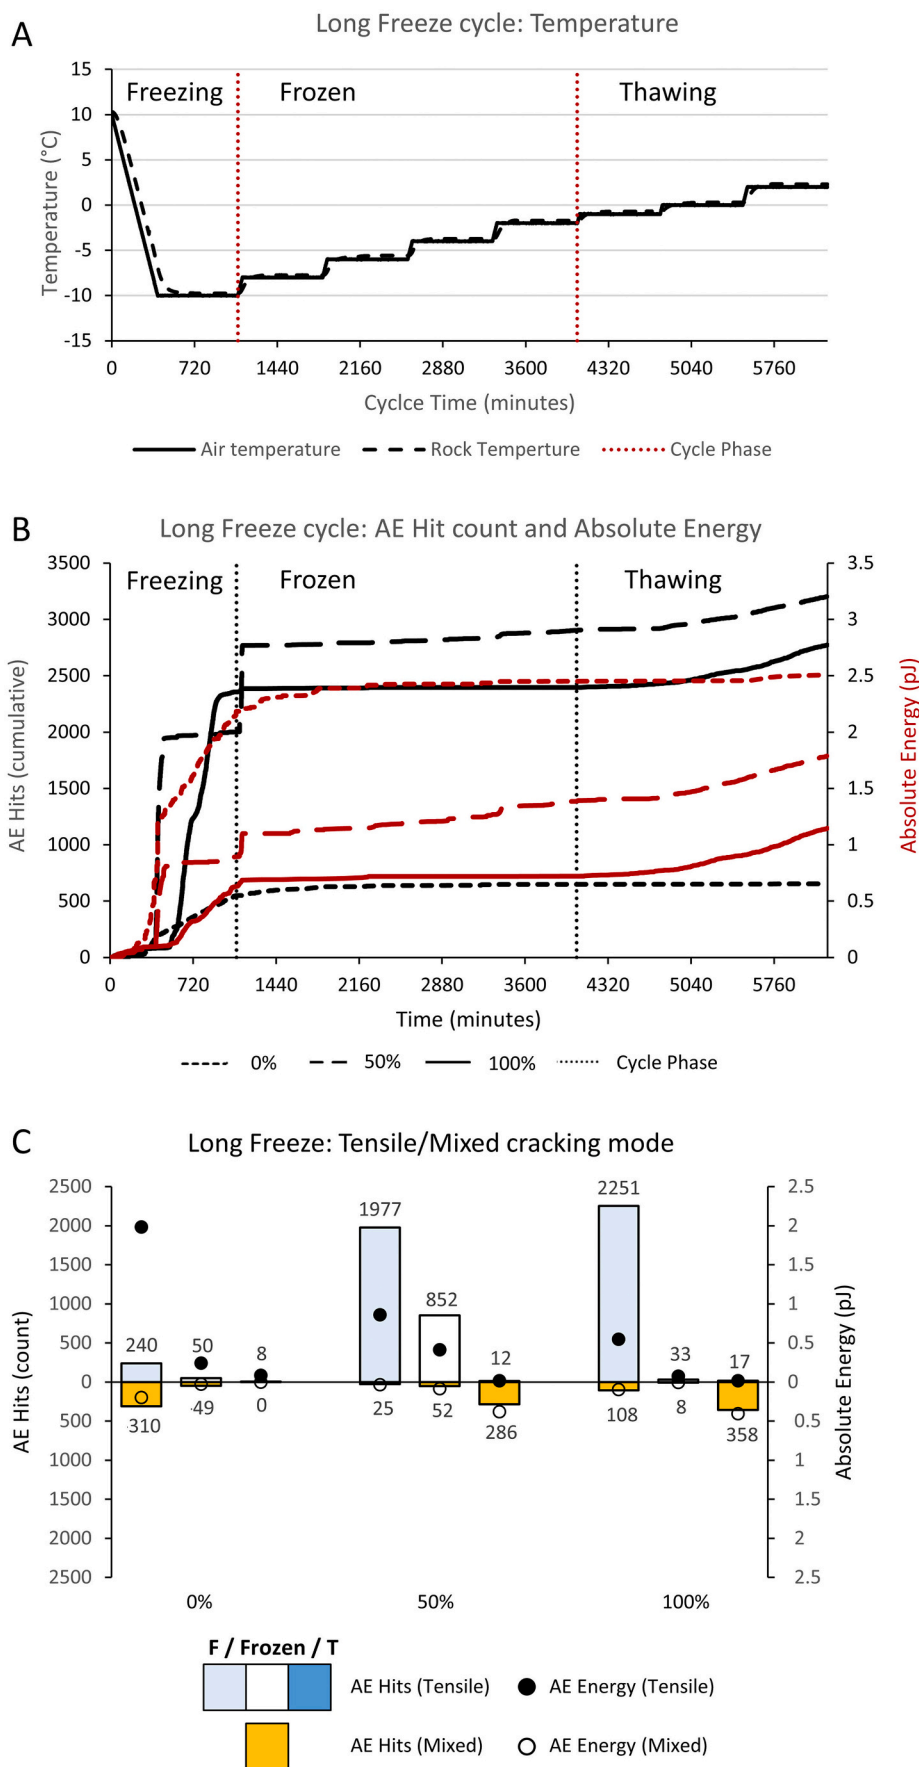 A
Long Freeze cycle: Temperature
Freezing Frozen Thawing
15
10
5
0
-5
-10
-15
Temperature (°C)
0 720 1440 2160 2880 3600 4320 5040 5760
Cyclce Time (minutes)
Air temperature Rock Temperture Cycle Phase
B
Long Freeze cycle: AE Hit count and Absolute Energy
Freezing Frozen Thawing
3500 3.5
3000 3
2500 2.5
2000 2
1500 1.5
1000 1
500 0.5
0 0
AE Hits (cumulative)
Absolute Energy (pJ)
0 720 1440 2160 2880 3600 4320 5040 5760
Time (minutes)
0% 50% 100% Cycle Phase
C
Long Freeze: Tensile/Mixed cracking mode
2500 2.5
2000 2
1500 1.5
1000 1
500 0.5
0 0
500 0.5
1000 1
1500 1.5
2000 2
2500 2.5
AE Hits (count)
Absolute Energy (pJ)
240 50 8 1977 852 12 2251 33 17
310 49 0 25 52 286 108 8 358
0% 50% 100%
F / Frozen / T
AE Hits (Tensile) AE Energy (Tensile)
AE Hits (Mixed) AE Energy (Mixed)